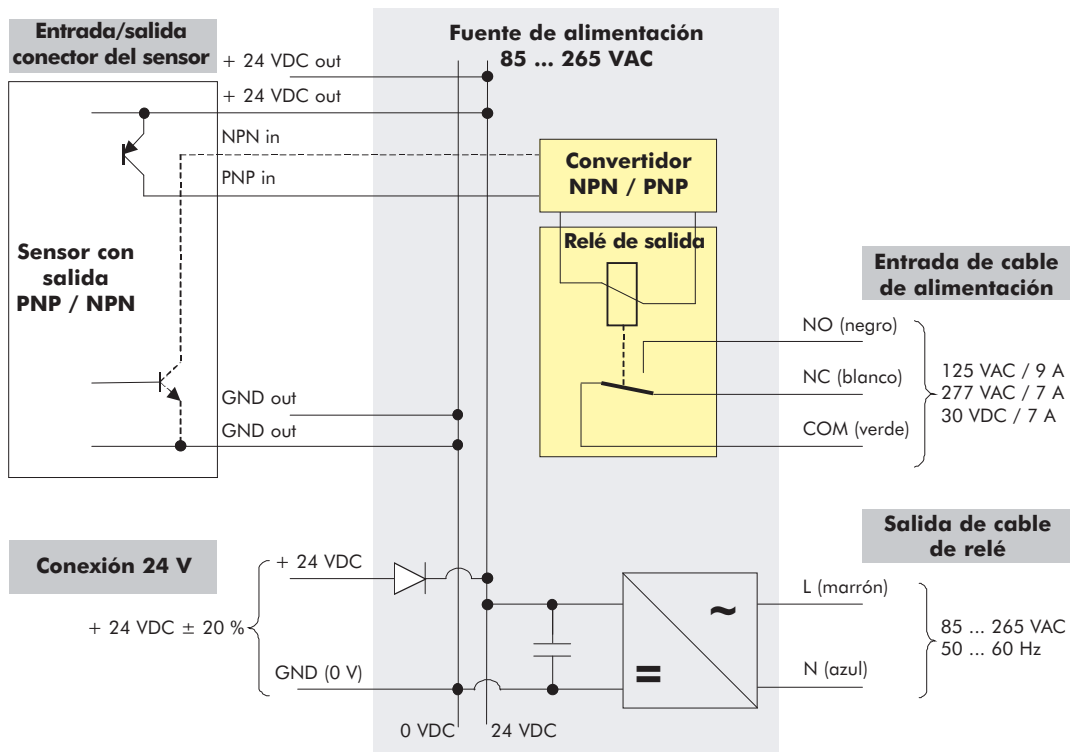 Entrada/salida
conector del sensor
Fuente de alimentación
85 ... 265 VAC
+ 24 VDC out
+ 24 VDC out
NPN in
PNP in
Convertidor
NPN / PNP
Relé de salida
Sensor con
salida
PNP / NPN
Entrada de cable
de alimentación
NO (negro)
NC (blanco)
COM (verde)
125 VAC / 9 A
277 VAC / 7 A
30 VDC / 7 A
GND out
GND out
Salida de cable
de relé
Conexión 24 V
+ 24 VDC
+ 24 VDC ± 20 %
GND (0 V)
L (marrón)
N (azul)
~
=
85 ... 265 VAC
50 ... 60 Hz
0 VDC
24 VDC